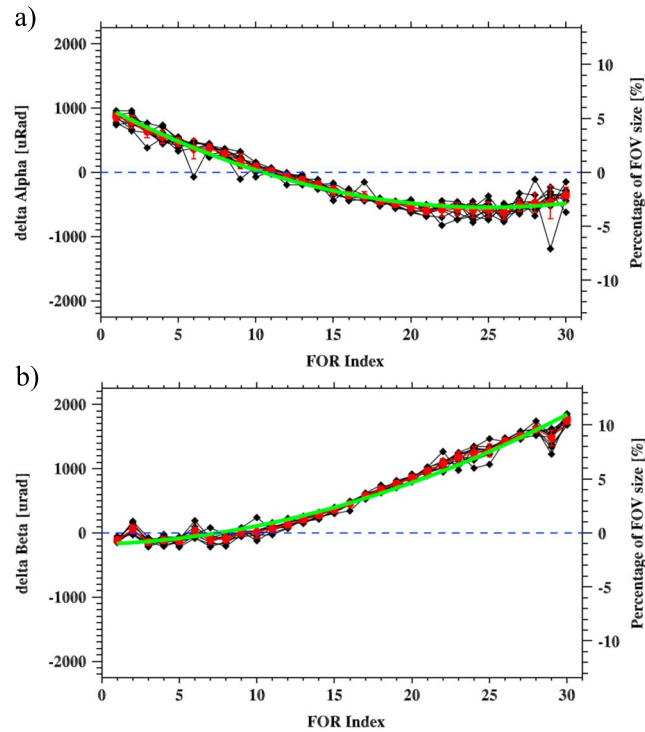 a)
2000
1000
0
-1000
-2000
delta Alpha [uRad]
10
5
0
-5
-10
Percentage of FOV size [%]
0 5 10 15 20 25 30
FOR Index
b)
2000
1000
0
-1000
-2000
delta Beta [urad]
10
5
0
-5
-10
Percentage of FOV size [%]
0 5 10 15 20 25 30
FOR Index